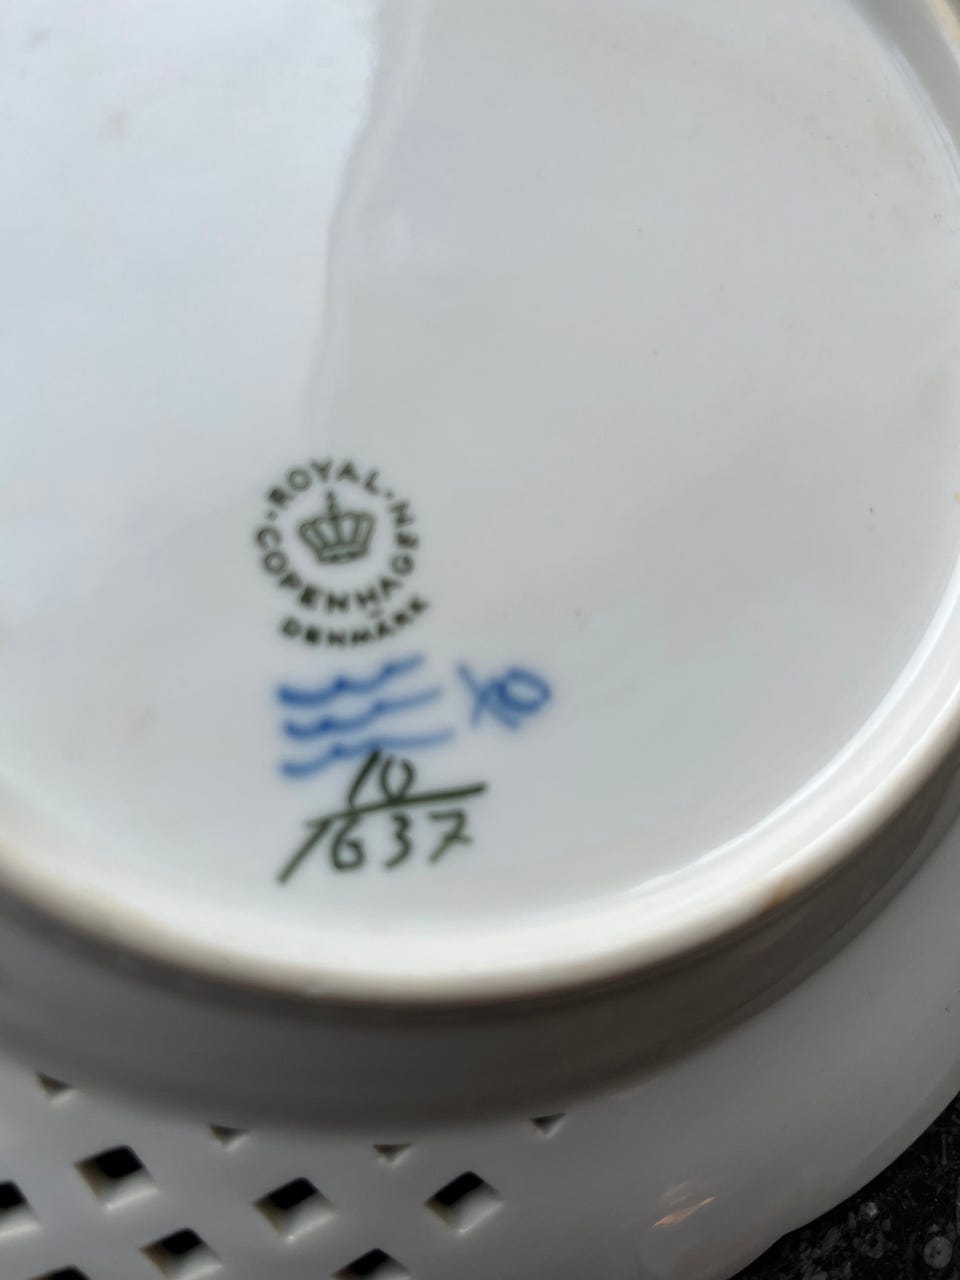 ROYAL
COPENHAGEN
DENMARK
10
1637